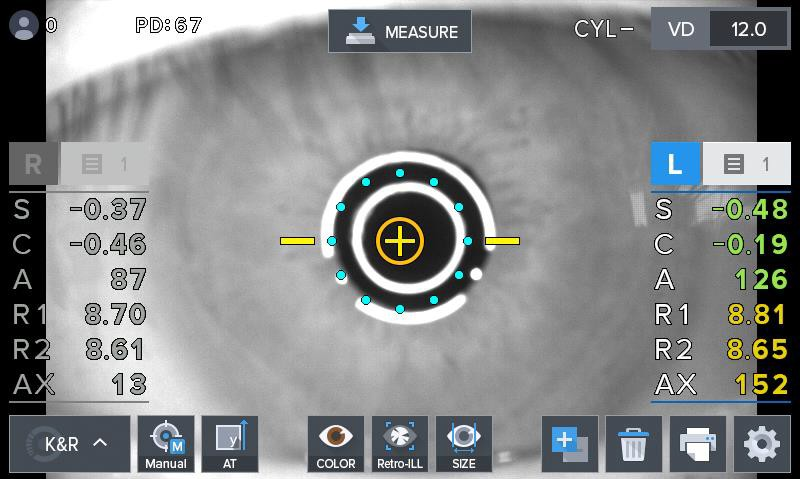 0 PD:67 MEASURE CYL− VD 12.0
R 1 L 1
S -0.37 S -0.48
C -0.46 C -0.19
A 87 A 126
R1 8.70 R1 8.81
R2 8.61 R2 8.65
AX 13 AX 152
K&R M y
Manual AT COLOR Retro-ILL SIZE